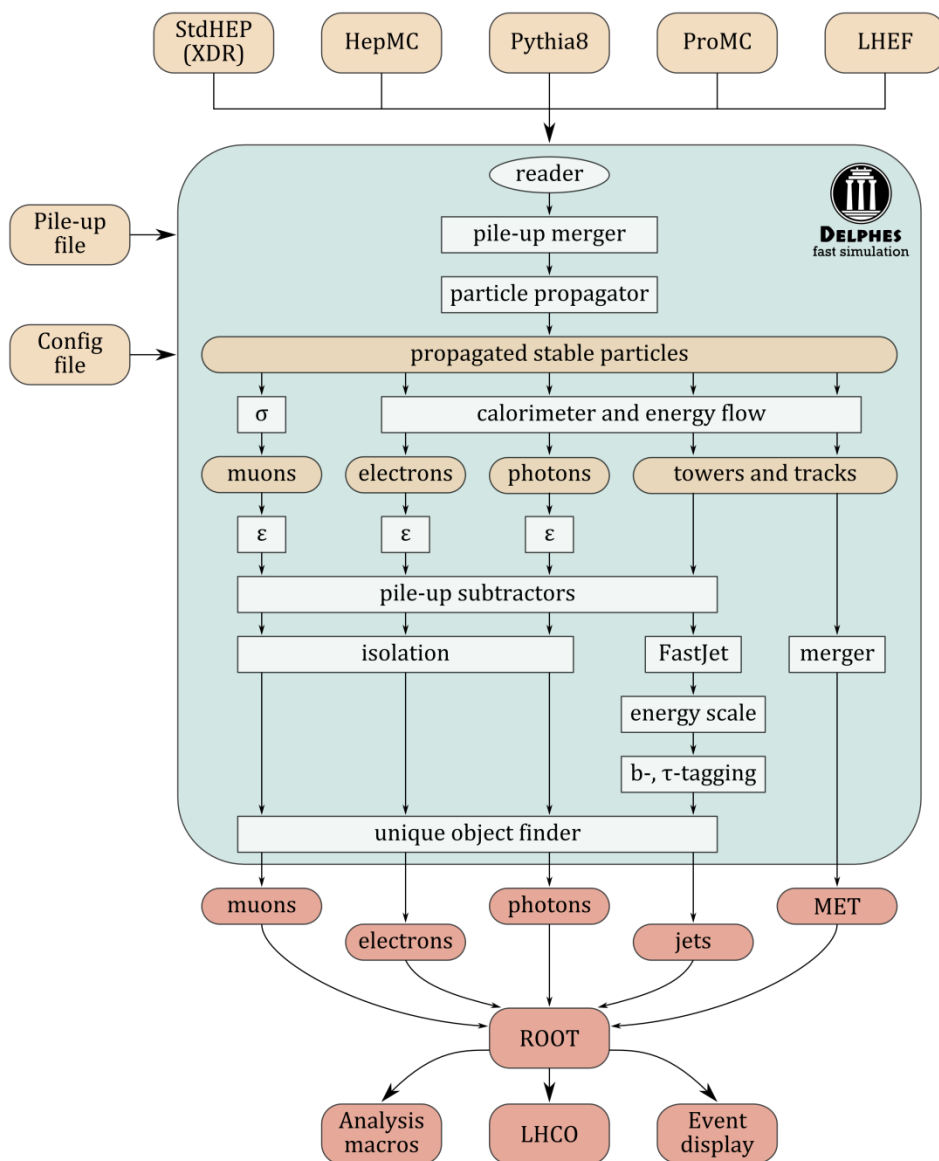 StdHEP
(XDR)
HepMC
Pythia8
ProMC
LHEF
reader
DELPHES
fast simulation
Pile-up
file
pile-up merger
particle propagator
Config
file
propagated stable particles
σ
calorimeter and energy flow
muons
electrons
photons
towers and tracks
ε
ε
ε
pile-up subtractors
isolation
FastJet
merger
energy scale
b-, τ-tagging
unique object finder
muons
photons
MET
electrons
jets
ROOT
Analysis
macros
LHCO
Event
display